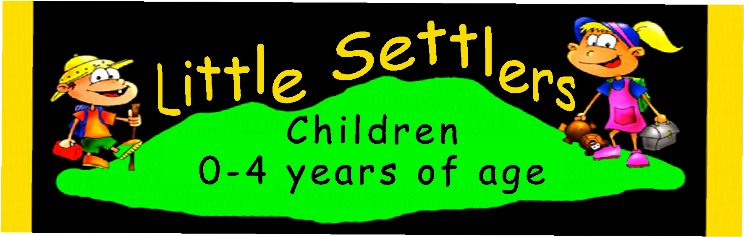 Little Settlers
Children
0-4 years of age